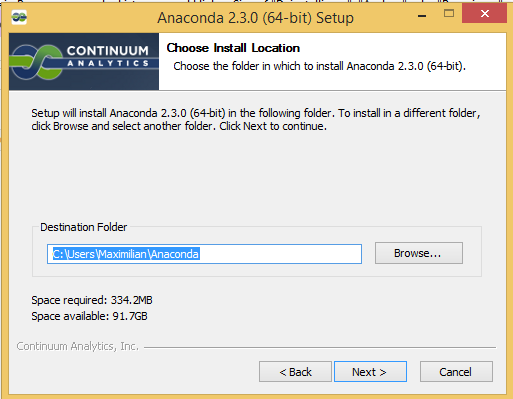 Anaconda 2.3.0 (64-bit) Setup
CONTINUUM
ANALYTICS
Choose Install Location
Choose the folder in which to install Anaconda 2.3.0 (64-bit).
Setup will install Anaconda 2.3.0 (64-bit) in the following folder. To install in a different folder,
click Browse and select another folder. Click Next to continue.
Destination Folder
C:\Users\Maximilian\Anaconda
Browse...
Space required: 334.2MB
Space available: 91.7GB
Continuum Analytics, Inc.
< Back
Next >
Cancel